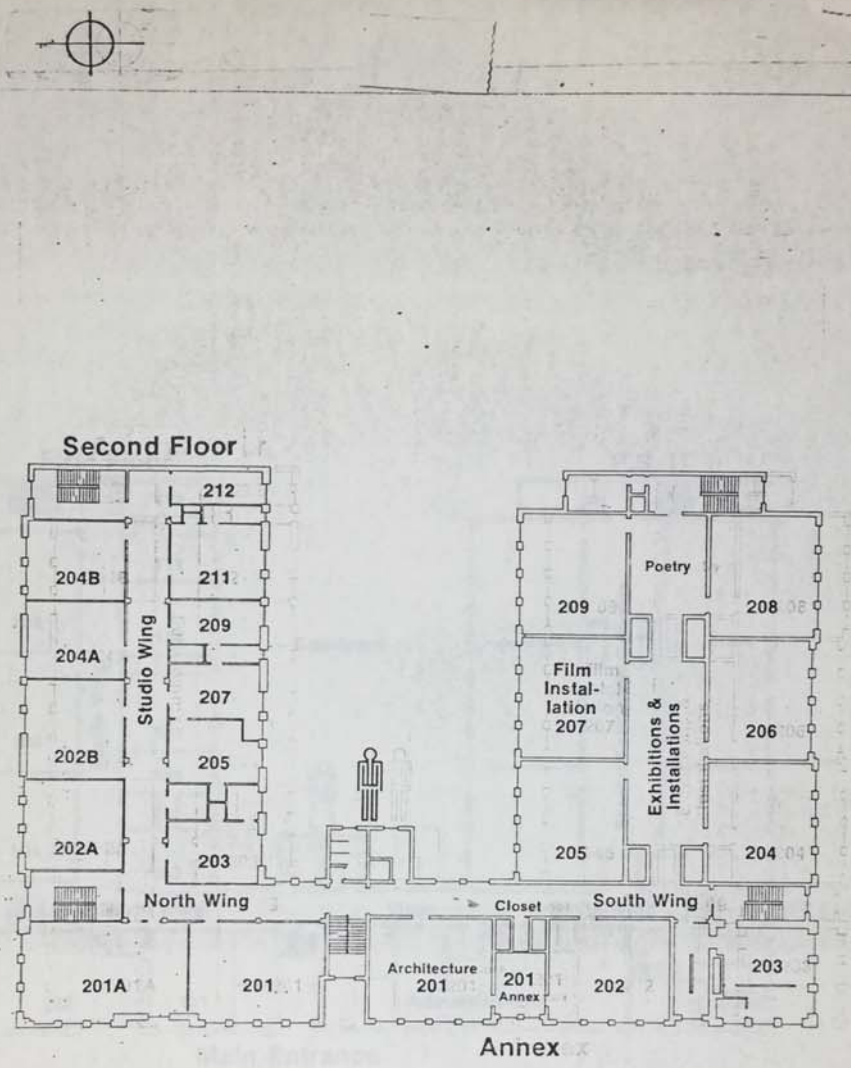 Second Floor
212
204B
211
Poetry
209
209
208
204A
Studio Wing
Film
Instal-
lation
207
207
Exhibitions &
Installations
206
202B
205
202A
203
205
204
North Wing
Closet
South Wing
201A
201
Architecture
201
201
Annex
202
203
Annex